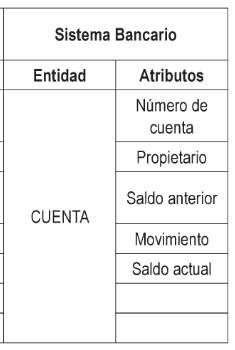 Sistema Bancario
Entidad
Atributos
CUENTA
Número de
cuenta
Propietario
Saldo anterior
Movimiento
Saldo actual